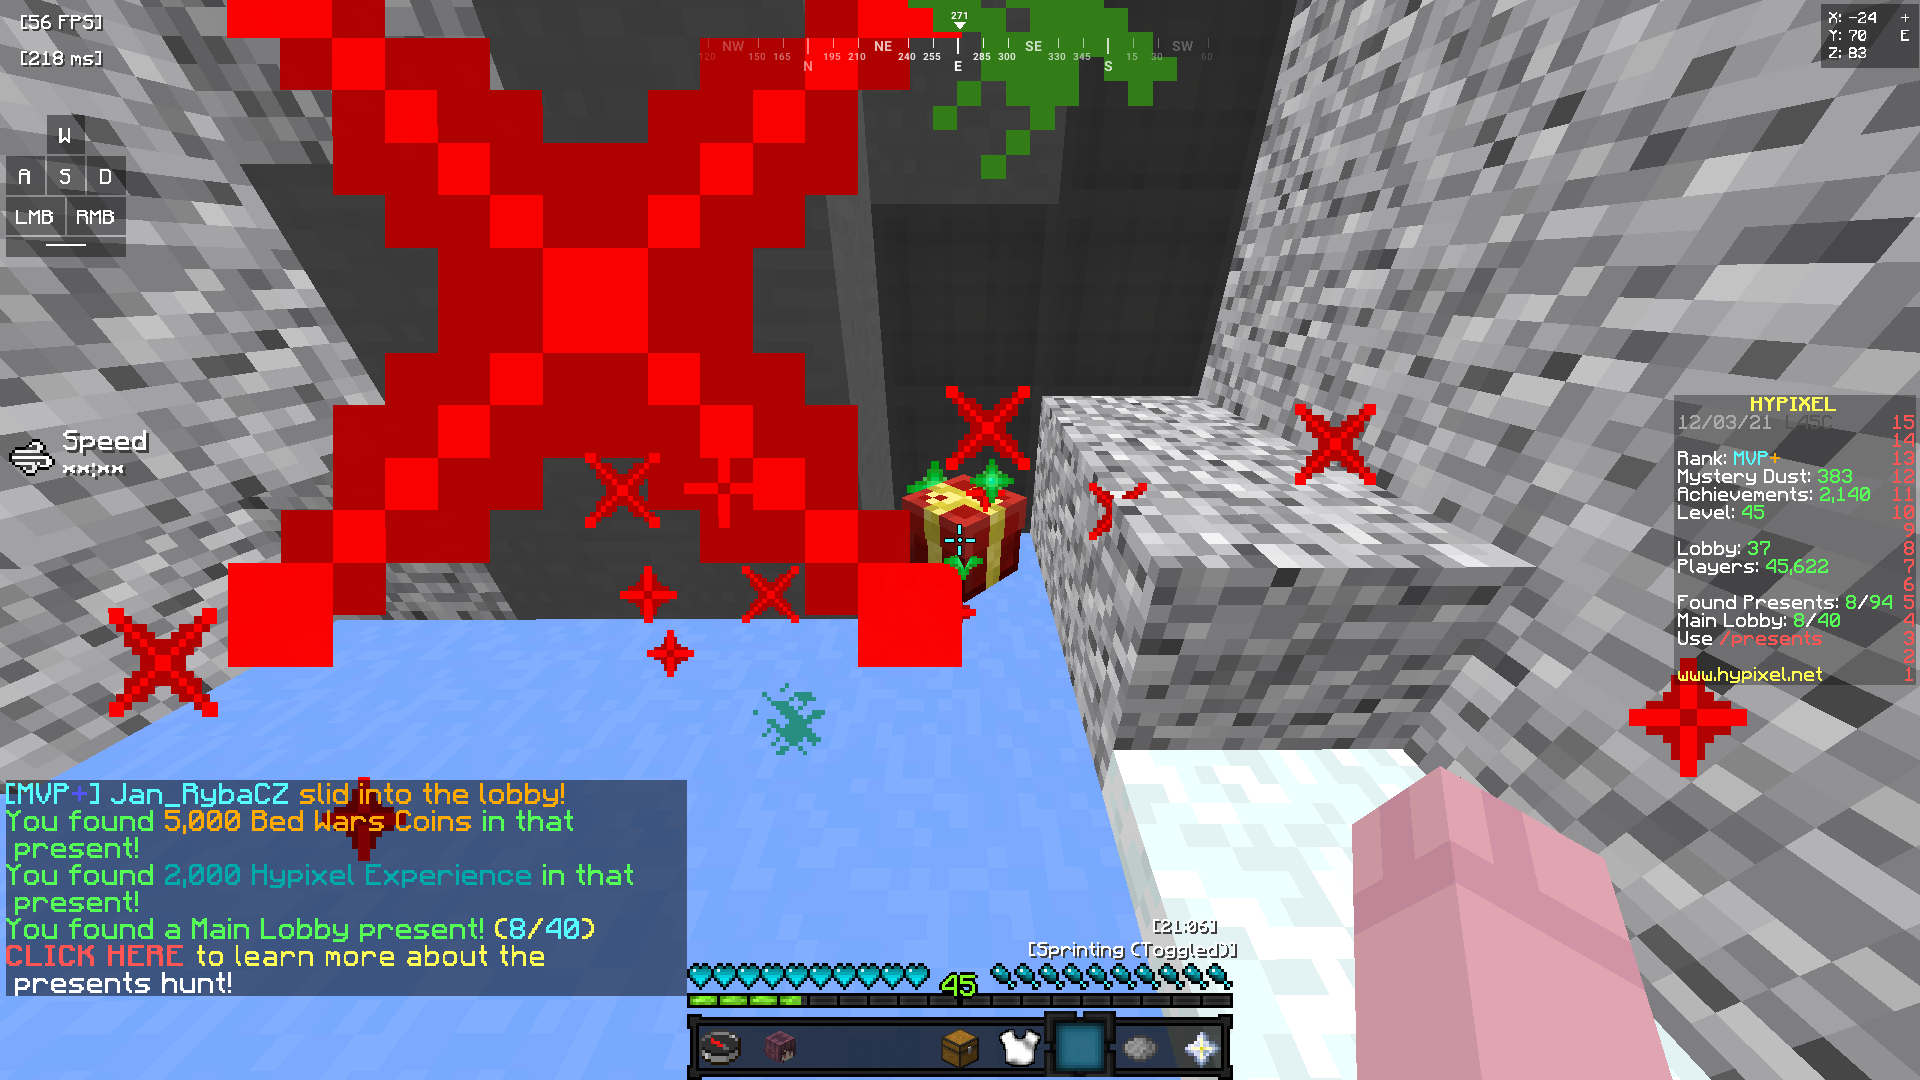 [56 FPS]
[218 ms]
W
A S D
LMB RMB
271
NW NE SE SW
120 150 165 195 210 240 255 285 300 330 345 15 30 60
N E S
X: -24 +
Y: 70 E
Z: 83
Speed
**:**
HYPIXEL
12/03/21 L45C 15
14
Rank: MVP+ 13
Mystery Dust: 383 12
Achievements: 2,140 11
Level: 45 10
9
Lobby: 37 8
Players: 45,622 7
6
Found Presents: 8/94 5
Main Lobby: 8/40 4
Use /presents 3
2
www.hypixel.net 1
[MVP+] Jan_RybaCZ slid into the lobby!
You found 5,000 Bed Wars Coins in that
present!
You found 2,000 Hypixel Experience in that
present!
You found a Main Lobby present! (8/40)
CLICK HERE to learn more about the
presents hunt!
[21:06]
[Sprinting (Toggled)]
45